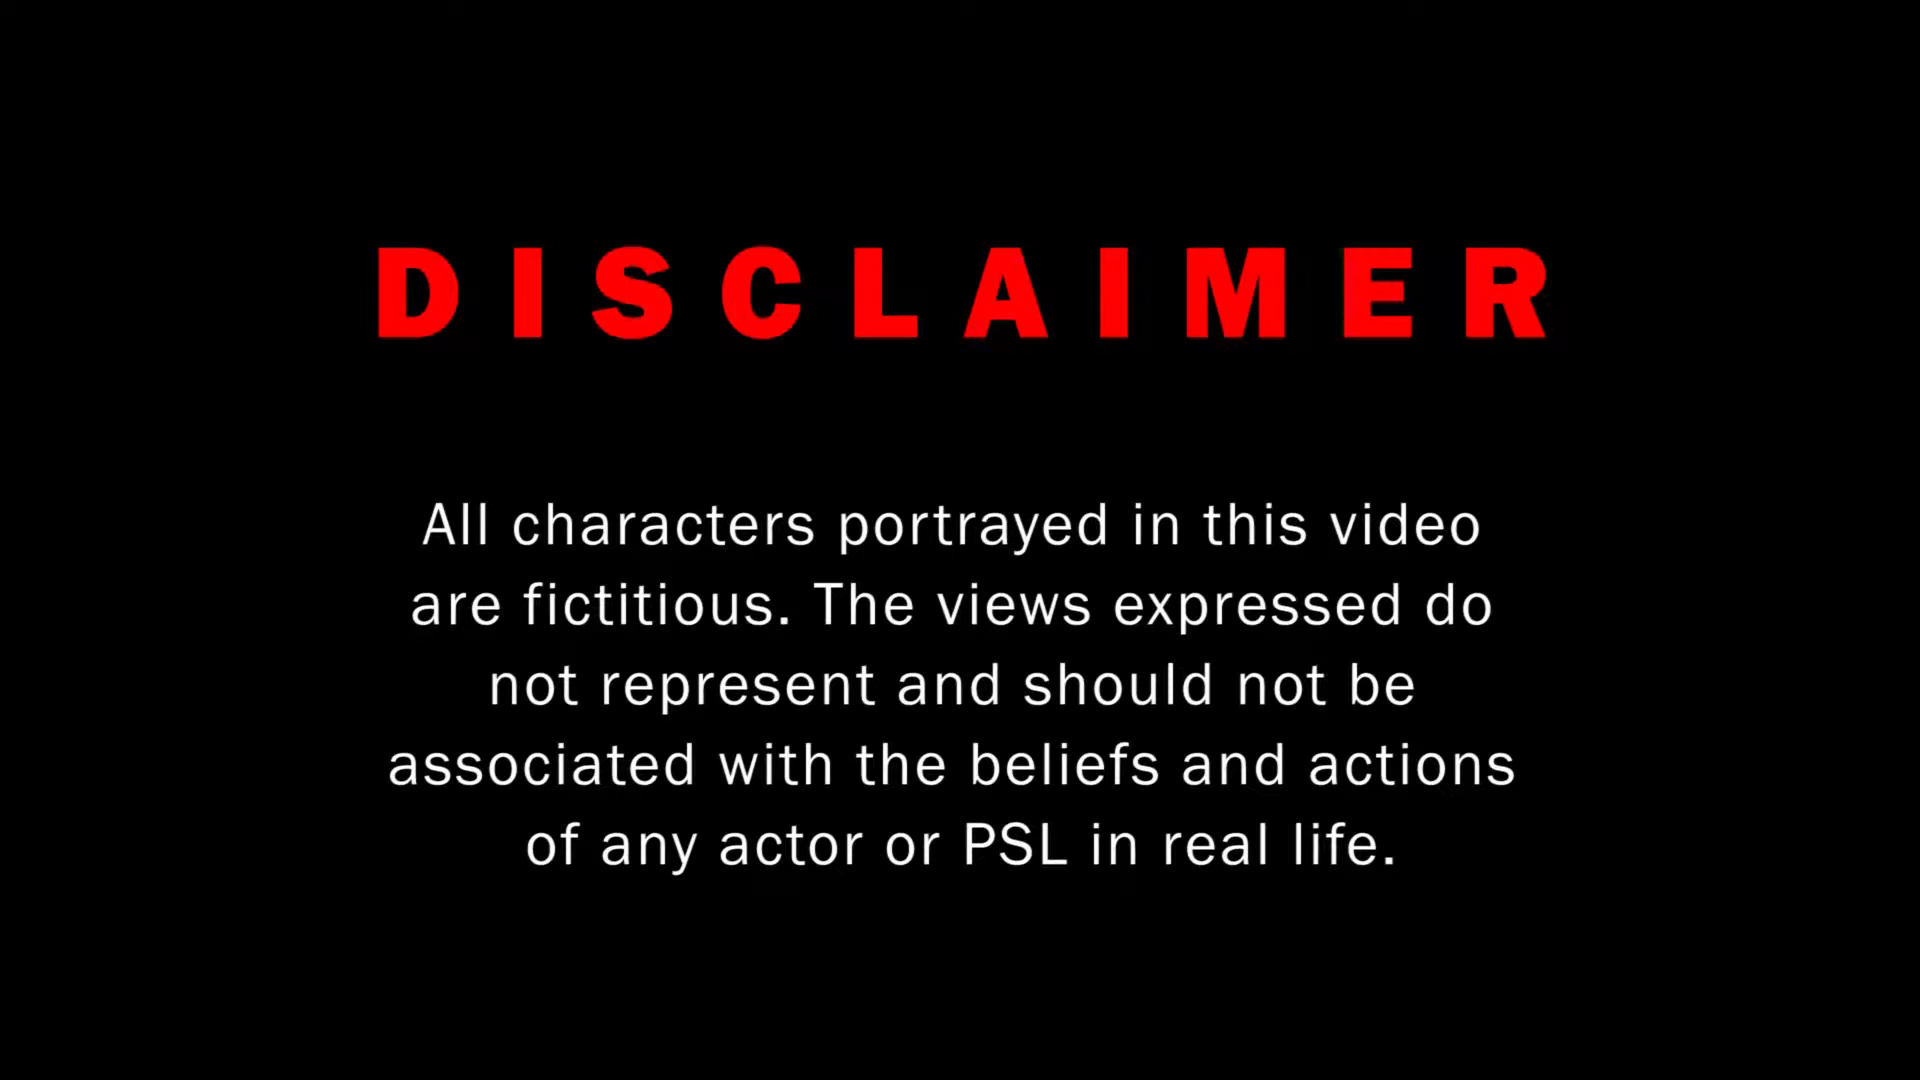 DISCLAIMER
All characters portrayed in this video
are fictitious. The views expressed do
not represent and should not be
associated with the beliefs and actions
of any actor or PSL in real life.